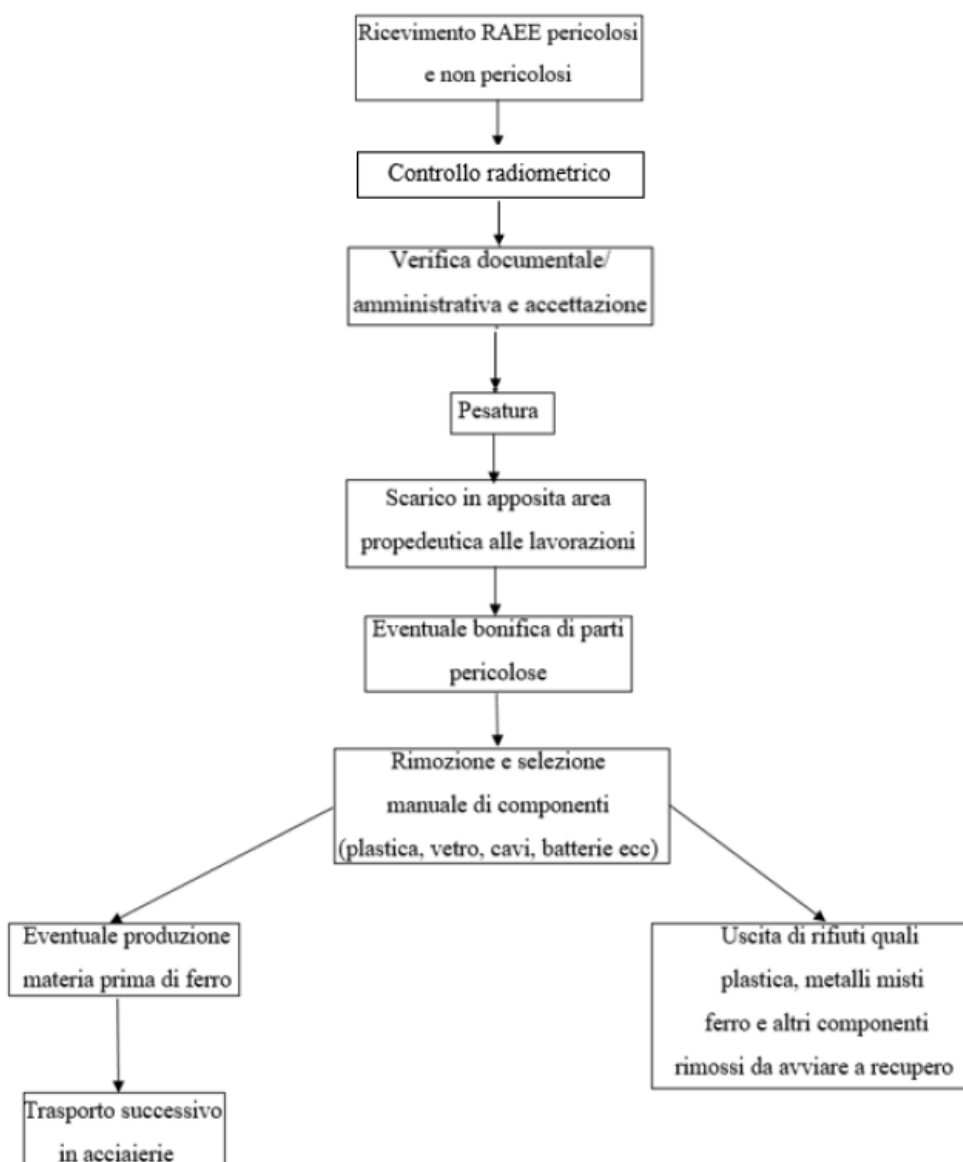 Ricevimento RAEE pericolosi
e non pericolosi
Controllo radiometrico
Verifica documentale/
amministrativa e accettazione
Pesatura
Scarico in apposita area
propedeutica alle lavorazioni
Eventuale bonifica di parti
pericolose
Rimozione e selezione
manuale di componenti
(plastica, vetro, cavi, batterie ecc)
Eventuale produzione
materia prima di ferro
Uscita di rifiuti quali
plastica, metalli misti
ferro e altri componenti
rimossi da avviare a recupero
Trasporto successivo
in acciaierie